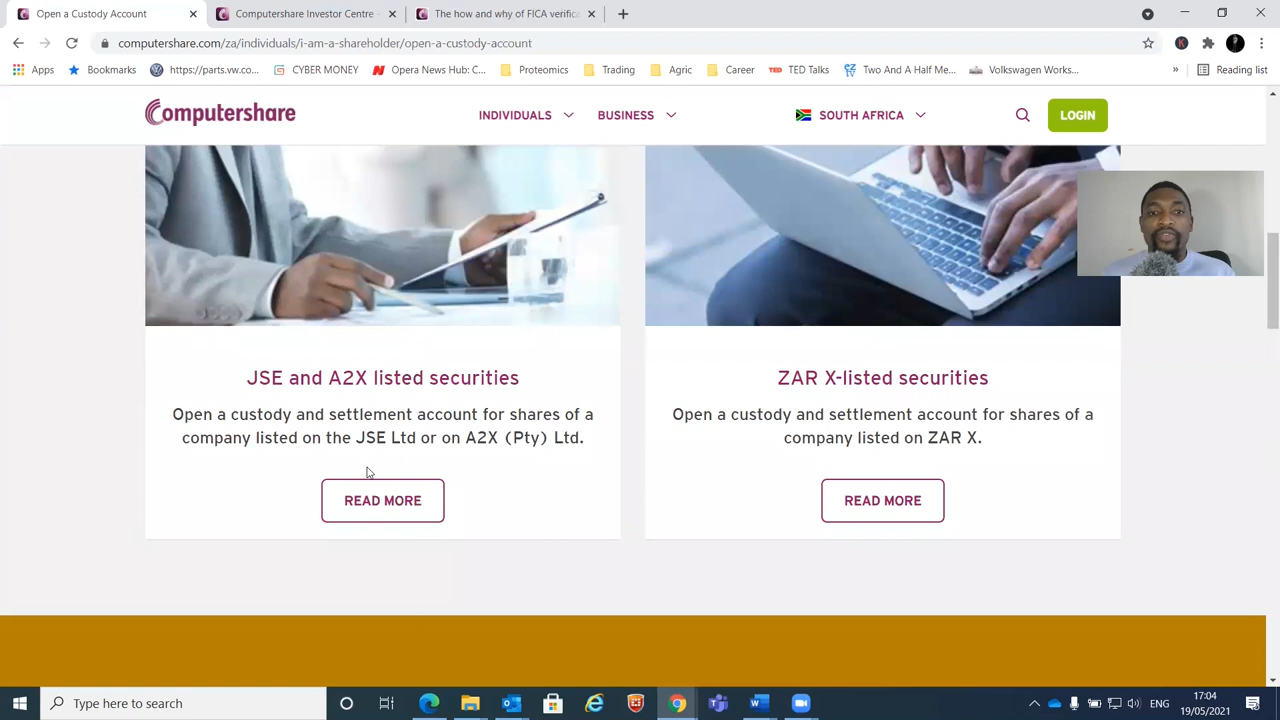 Open a Custody Account
Computershare Investor Centre -
The how and why of FICA verifica
computershare.com/za/individuals/i-am-a-shareholder/open-a-custody-account
Apps
Bookmarks
https://parts.vw.co...
CYBER MONEY
Opera News Hub: C...
Proteomics
Trading
Agric
Career
TED Talks
Two And A Half Me...
Volkswagen Works...
»
Reading list
Computershare
INDIVIDUALS
BUSINESS
SOUTH AFRICA
LOGIN
JSE and A2X listed securities
Open a custody and settlement account for shares of a
company listed on the JSE Ltd or on A2X (Pty) Ltd.
READ MORE
ZAR X-listed securities
Open a custody and settlement account for shares of a
company listed on ZAR X.
READ MORE
Type here to search
ENG
17:04
19/05/2021